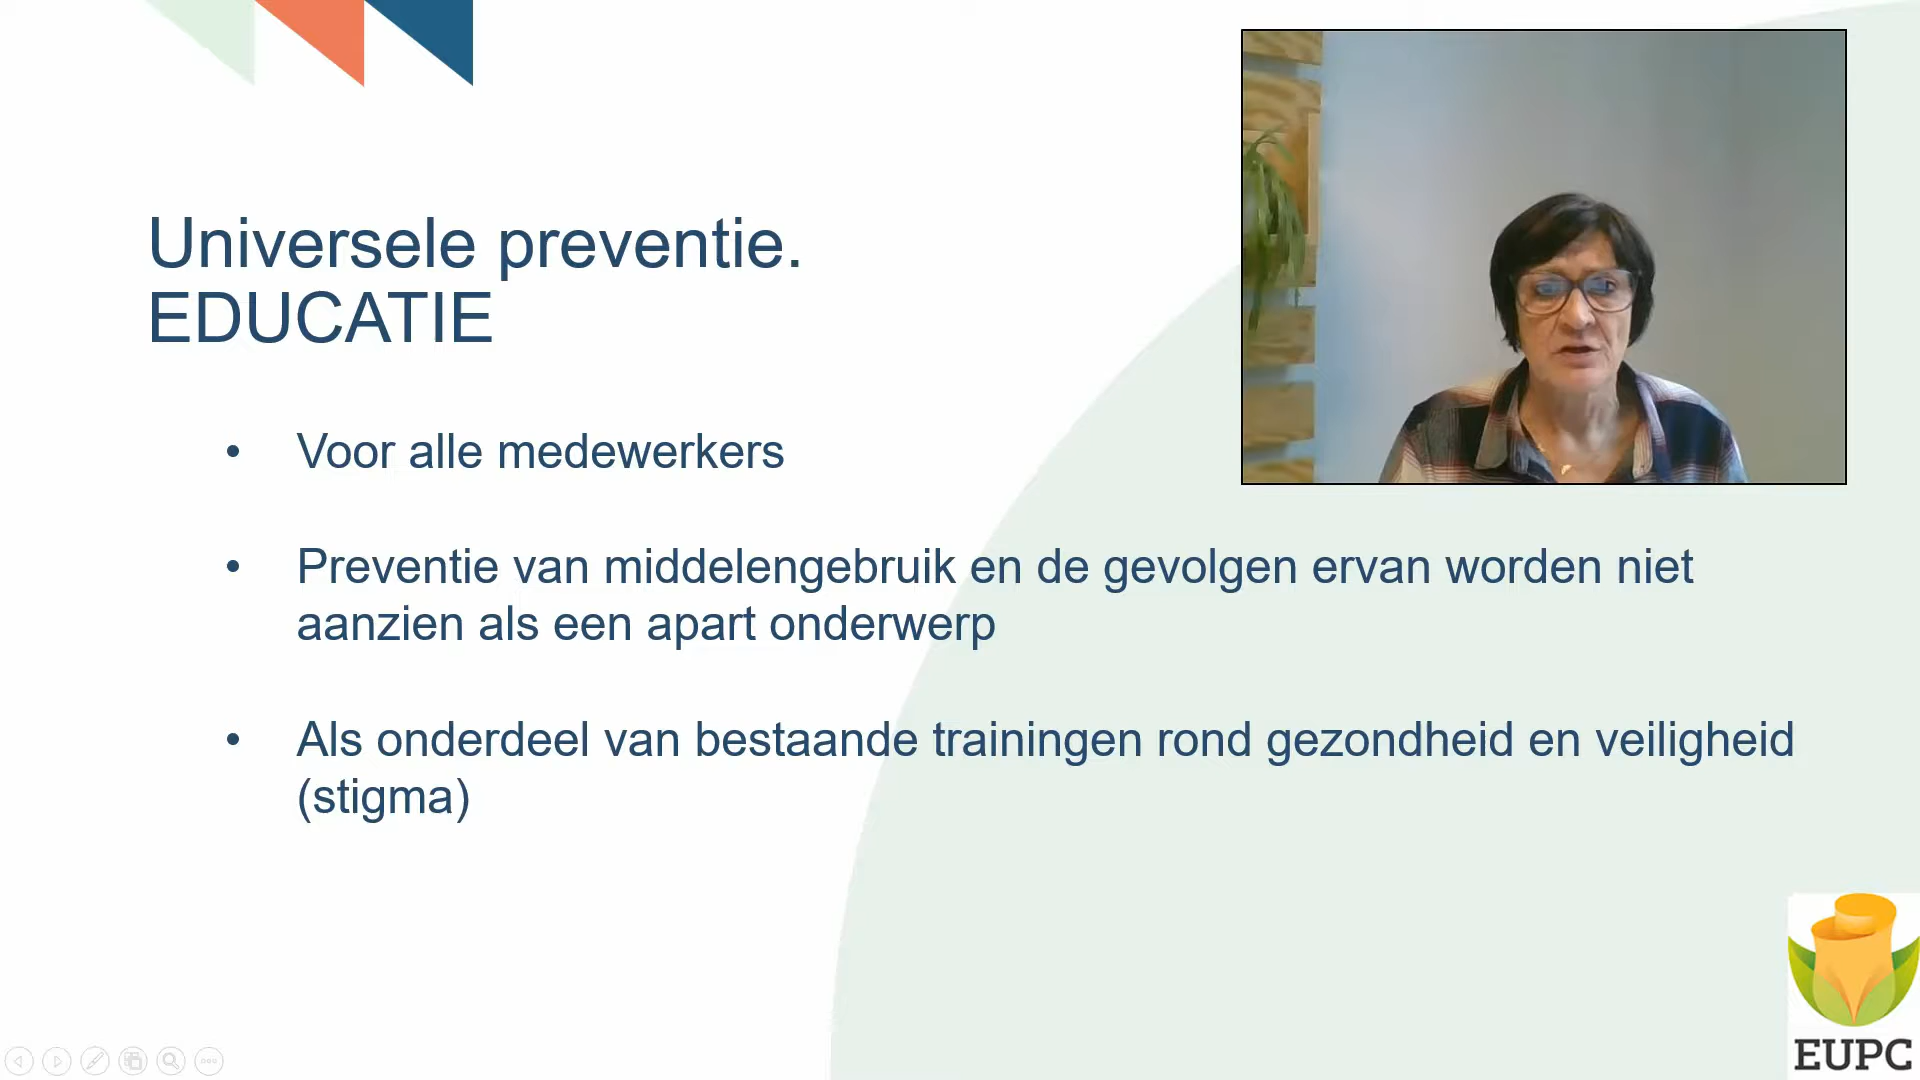 Universele preventie.
EDUCATIE
• Voor alle medewerkers
• Preventie van middelengebruik en de gevolgen ervan worden niet
aanzien als een apart onderwerp
• Als onderdeel van bestaande trainingen rond gezondheid en veiligheid
(stigma)
EUPC